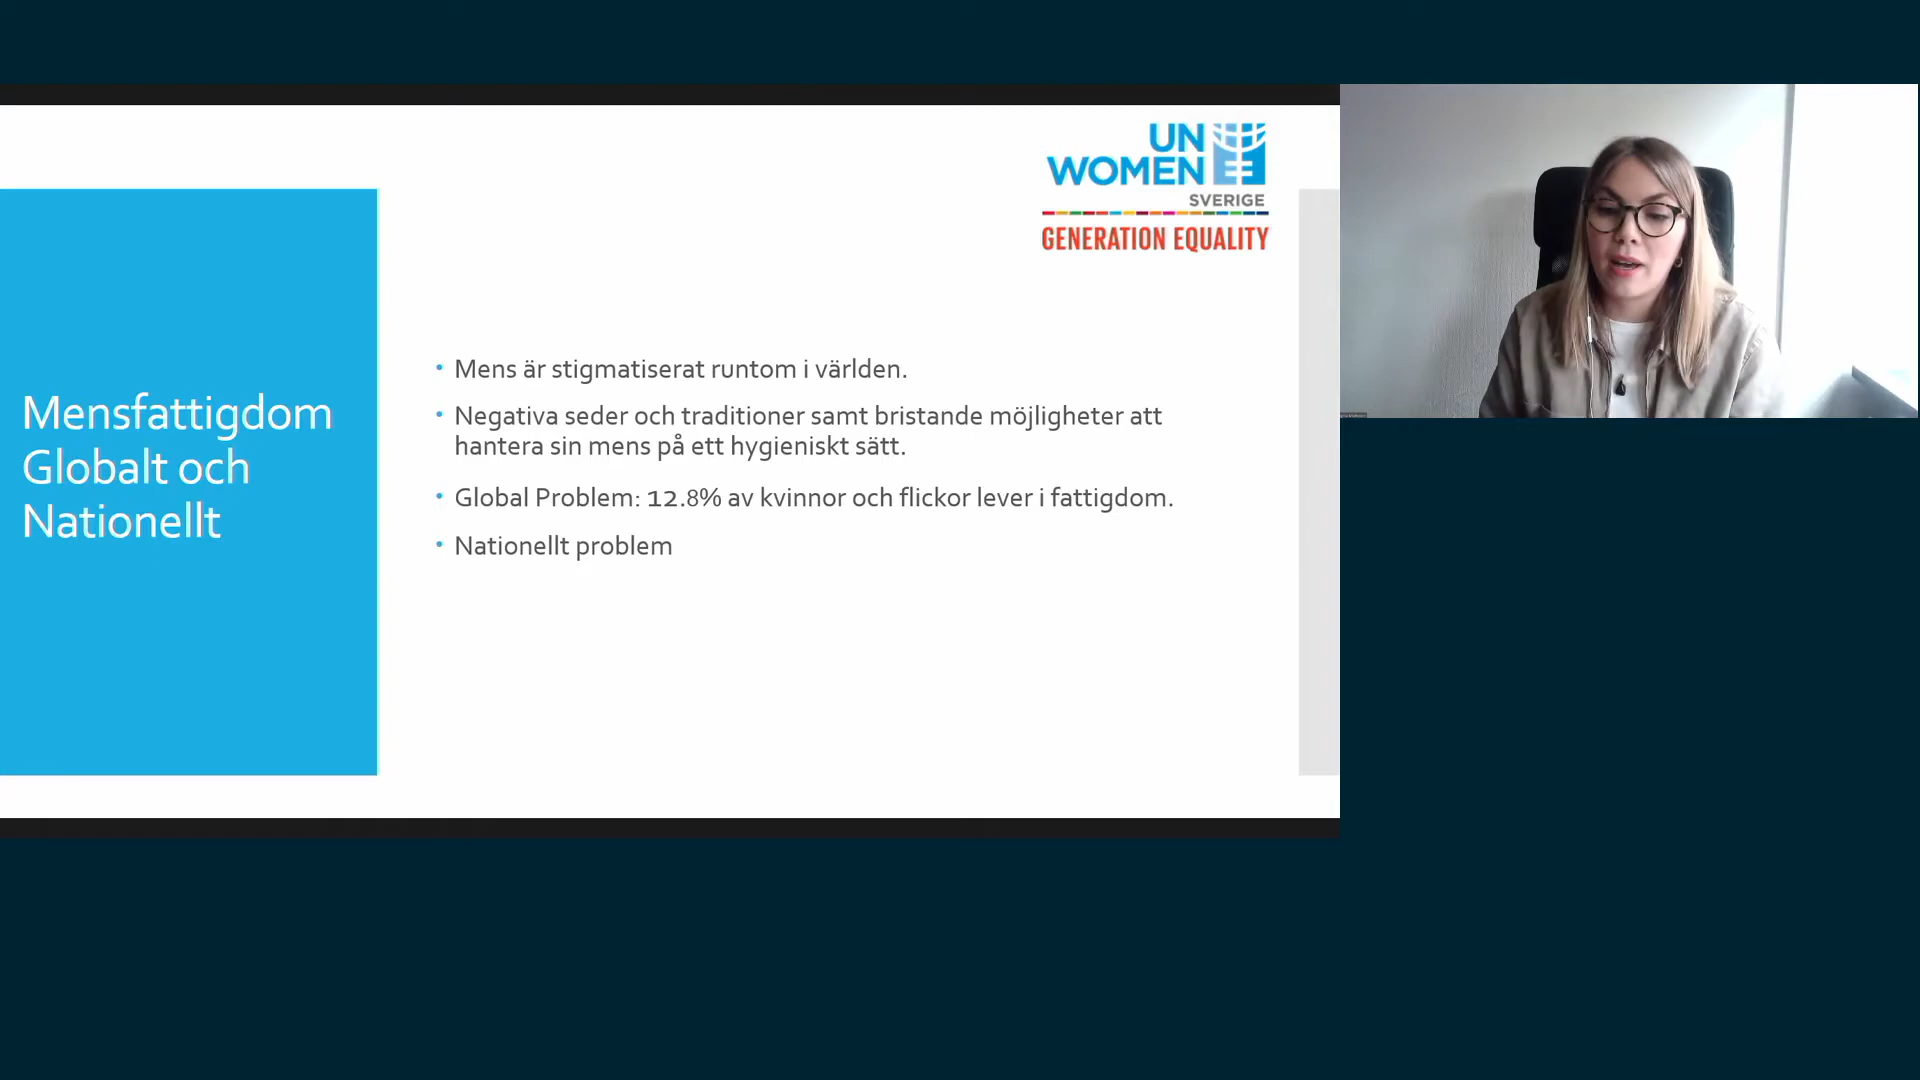 UN
WOMEN
SVERIGE
GENERATION EQUALITY
Mensfattigdom
Globalt och
Nationellt
• Mens är stigmatiserat runtom i världen.
• Negativa seder och traditioner samt bristande möjligheter att
hantera sin mens på ett hygieniskt sätt.
• Global Problem: 12.8% av kvinnor och flickor lever i fattigdom.
• Nationellt problem